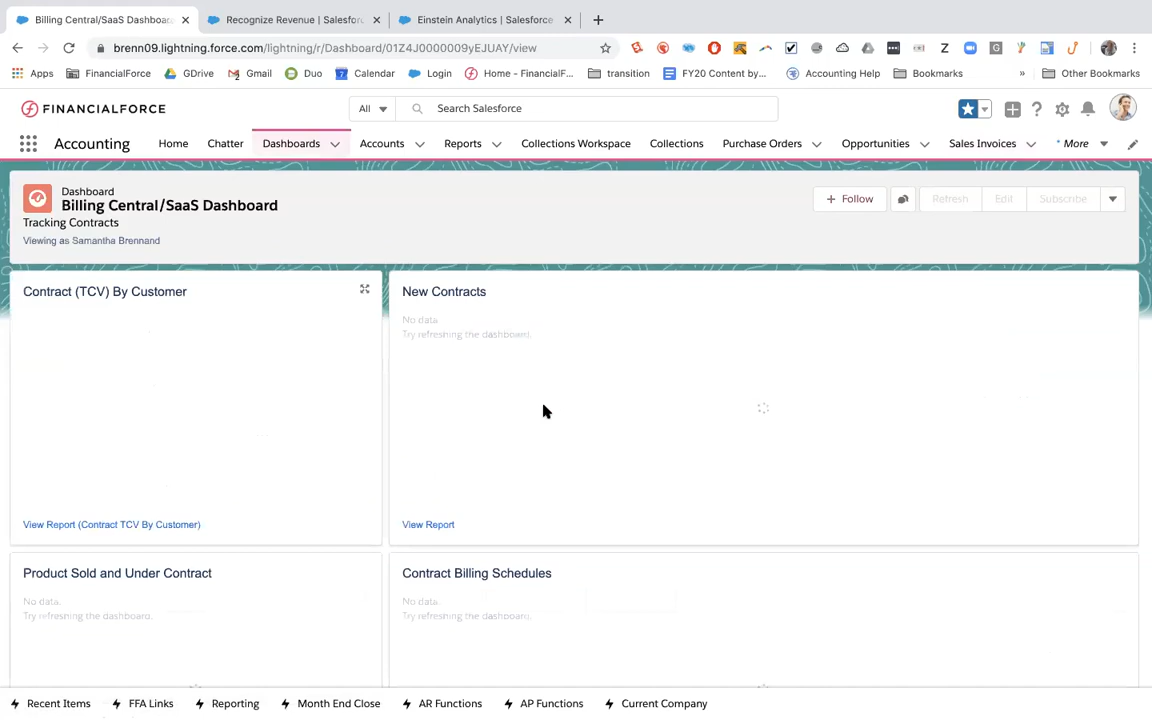 Billing Central/SaaS Dashboard
Recognize Revenue | Salesforc
Einstein Analytics | Salesforce
brenn09.lightning.force.com/lightning/r/Dashboard/01Z4J0000009yEJUAY/view
Apps FinancialForce GDrive Gmail Duo Calendar Login Home - FinancialF... transition FY20 Content by... Accounting Help Bookmarks » Other Bookmarks
FINANCIALFORCE
All Search Salesforce
Accounting Home Chatter Dashboards Accounts Reports Collections Workspace Collections Purchase Orders Opportunities Sales Invoices * More
Dashboard
Billing Central/SaaS Dashboard
Tracking Contracts
Viewing as Samantha Brennand
+ Follow Refresh Edit Subscribe
Contract (TCV) By Customer
View Report (Contract TCV By Customer)
New Contracts
No data
Try refreshing the dashboard.
View Report
Product Sold and Under Contract
No data.
Try refreshing the dashboard.
Contract Billing Schedules
No data.
Try refreshing the dashboard.
Recent Items FFA Links Reporting Month End Close AR Functions AP Functions Current Company